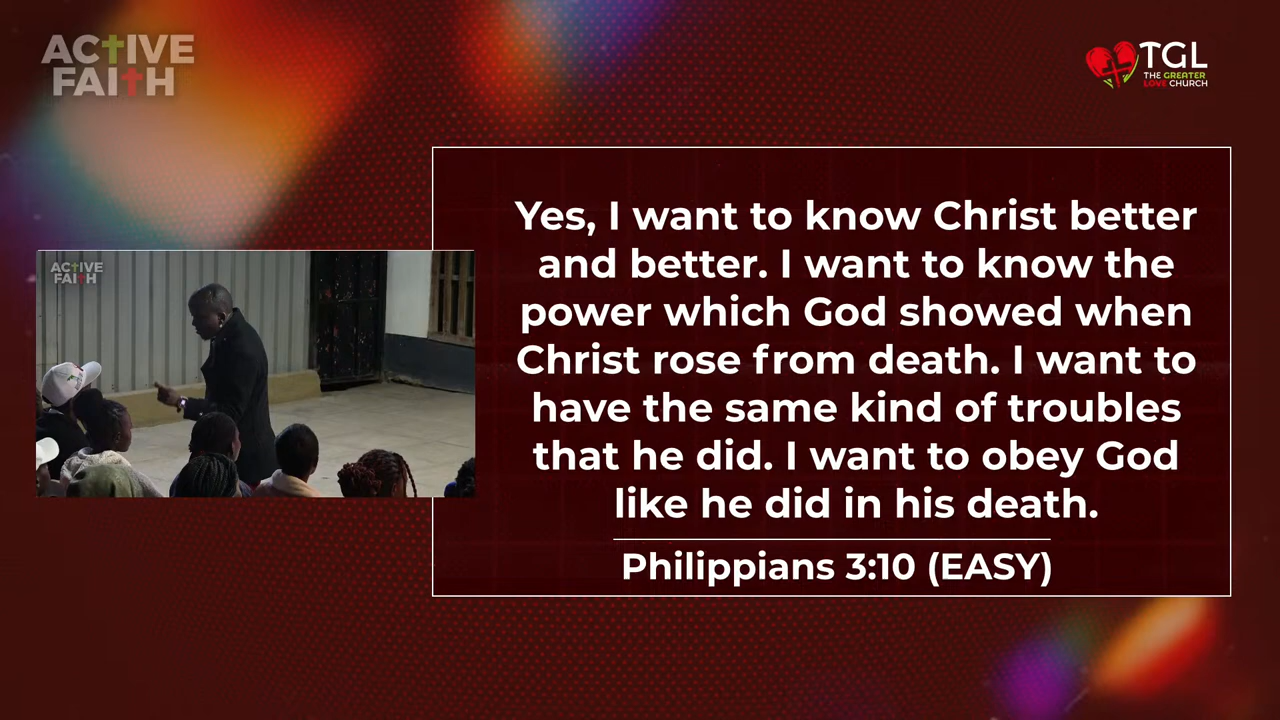 ACTIVE
FAITH
TGL
THE GREATER
LOVE CHURCH
Yes, I want to know Christ better
and better. I want to know the
power which God showed when
Christ rose from death. I want to
have the same kind of troubles
that he did. I want to obey God
like he did in his death.
Philippians 3:10 (EASY)
ACTIVE
FAITH